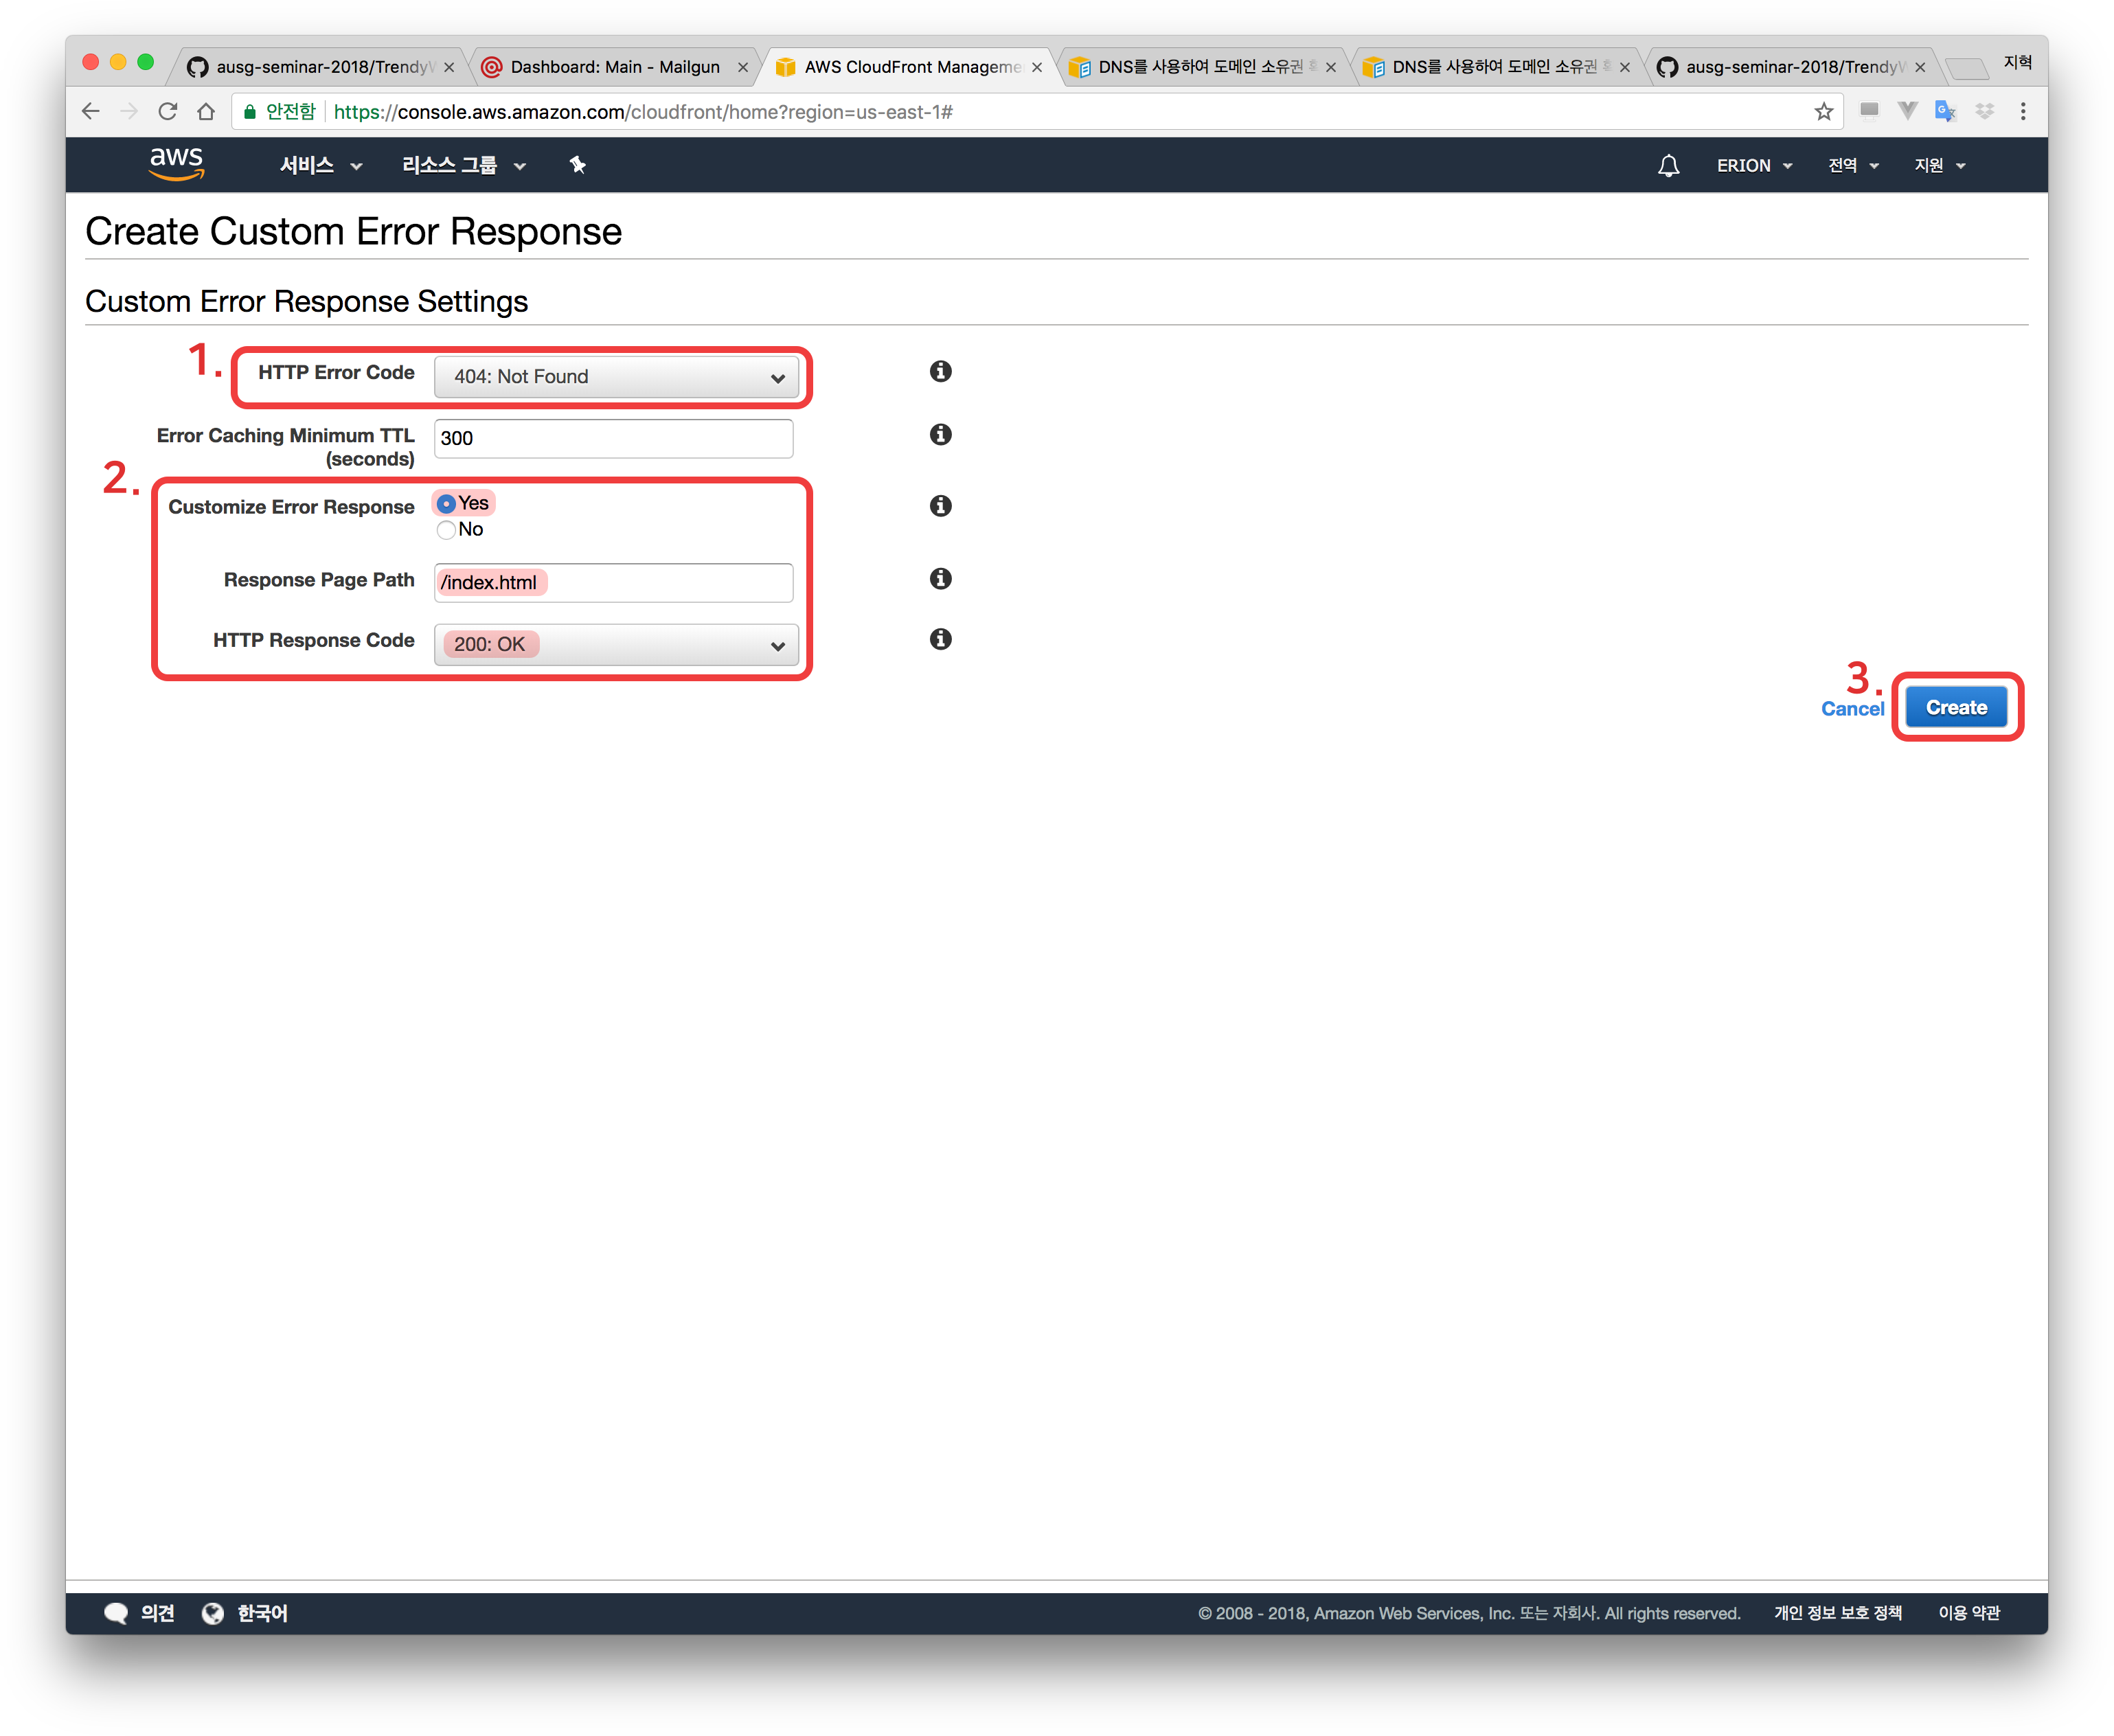 ausg-seminar-2018/TrendyW
Dashboard: Main - Mailgun
AWS CloudFront Manageme
DNS를 사용하여 도메인 소유권
DNS를 사용하여 도메인 소유권
ausg-seminar-2018/TrendyW
지혁
안전함
https://console.aws.amazon.com/cloudfront/home?region=us-east-1#
aws
서비스
리소스 그룹
ERION
전역
지원
Create Custom Error Response
Custom Error Response Settings
1.
HTTP Error Code
404: Not Found
Error Caching Minimum TTL
(seconds)
300
2.
Customize Error Response
Yes
No
Response Page Path
/index.html
HTTP Response Code
200: OK
3.
Cancel
Create
의견
한국어
© 2008 - 2018, Amazon Web Services, Inc. 또는 자회사. All rights reserved.
개인 정보 보호 정책
이용 약관